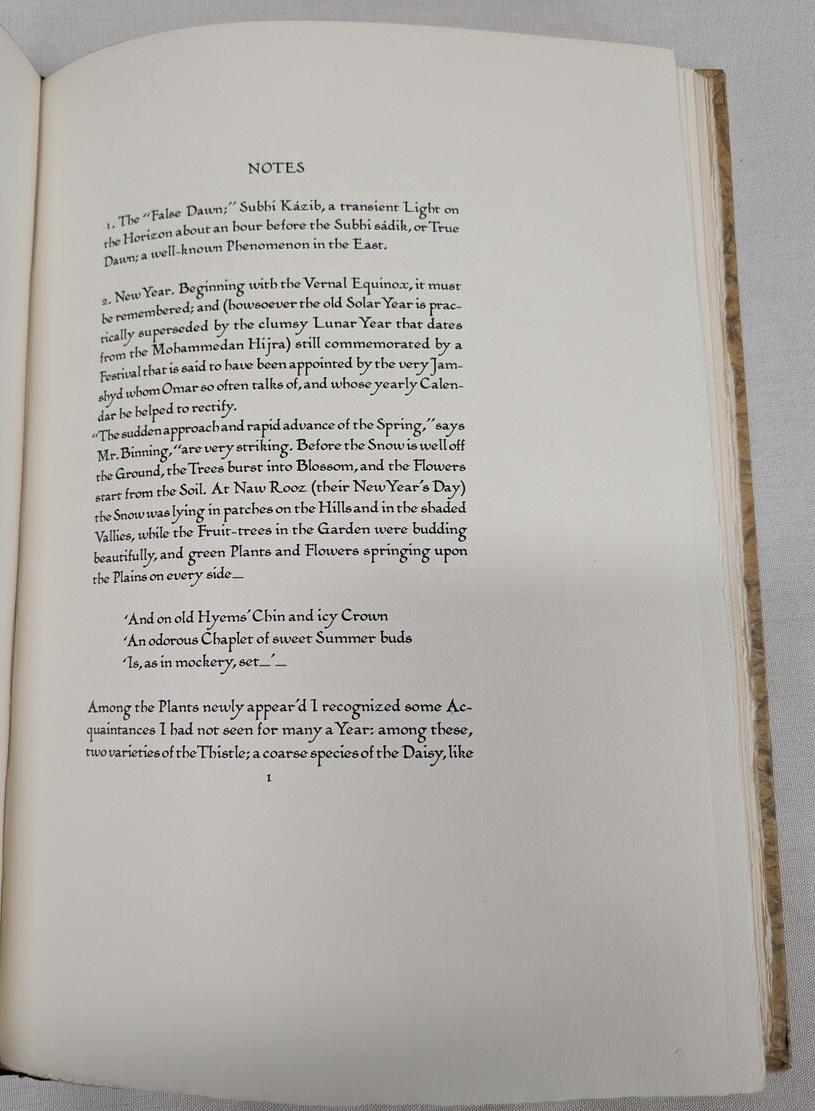 NOTES
1. The "False Dawn;" Subhi Kázib, a transient Light on
the Horizon about an hour before the Subhi sádik, or True
Dawn; a well-known Phenomenon in the East.
2. New Year. Beginning with the Vernal Equinox, it must
be remembered; and (howsoever the old Solar Year is prac-
tically superseded by the clumsy Lunar Year that dates
from the Mohammedan Hijra) still commemorated by a
Festival that is said to have been appointed by the very Jam-
shyd whom Omar so often talks of, and whose yearly Calen-
dar he helped to rectify.
"The sudden approach and rapid advance of the Spring," says
Mr. Binning, "are very striking. Before the Snow is well off
the Ground, the Trees burst into Blossom, and the Flowers
start from the Soil. At Naw Rooz (their New Year's Day)
the Snow was lying in patches on the Hills and in the shaded
Vallies, while the Fruit-trees in the Garden were budding
beautifully, and green Plants and Flowers springing upon
the Plains on every side—
'And on old Hyems' Chin and icy Crown
'An odorous Chaplet of sweet Summer buds
'Is, as in mockery, set—'—
Among the Plants newly appear'd I recognized some Ac-
quaintances I had not seen for many a Year: among these,
two varieties of the Thistle; a coarse species of the Daisy, like
1